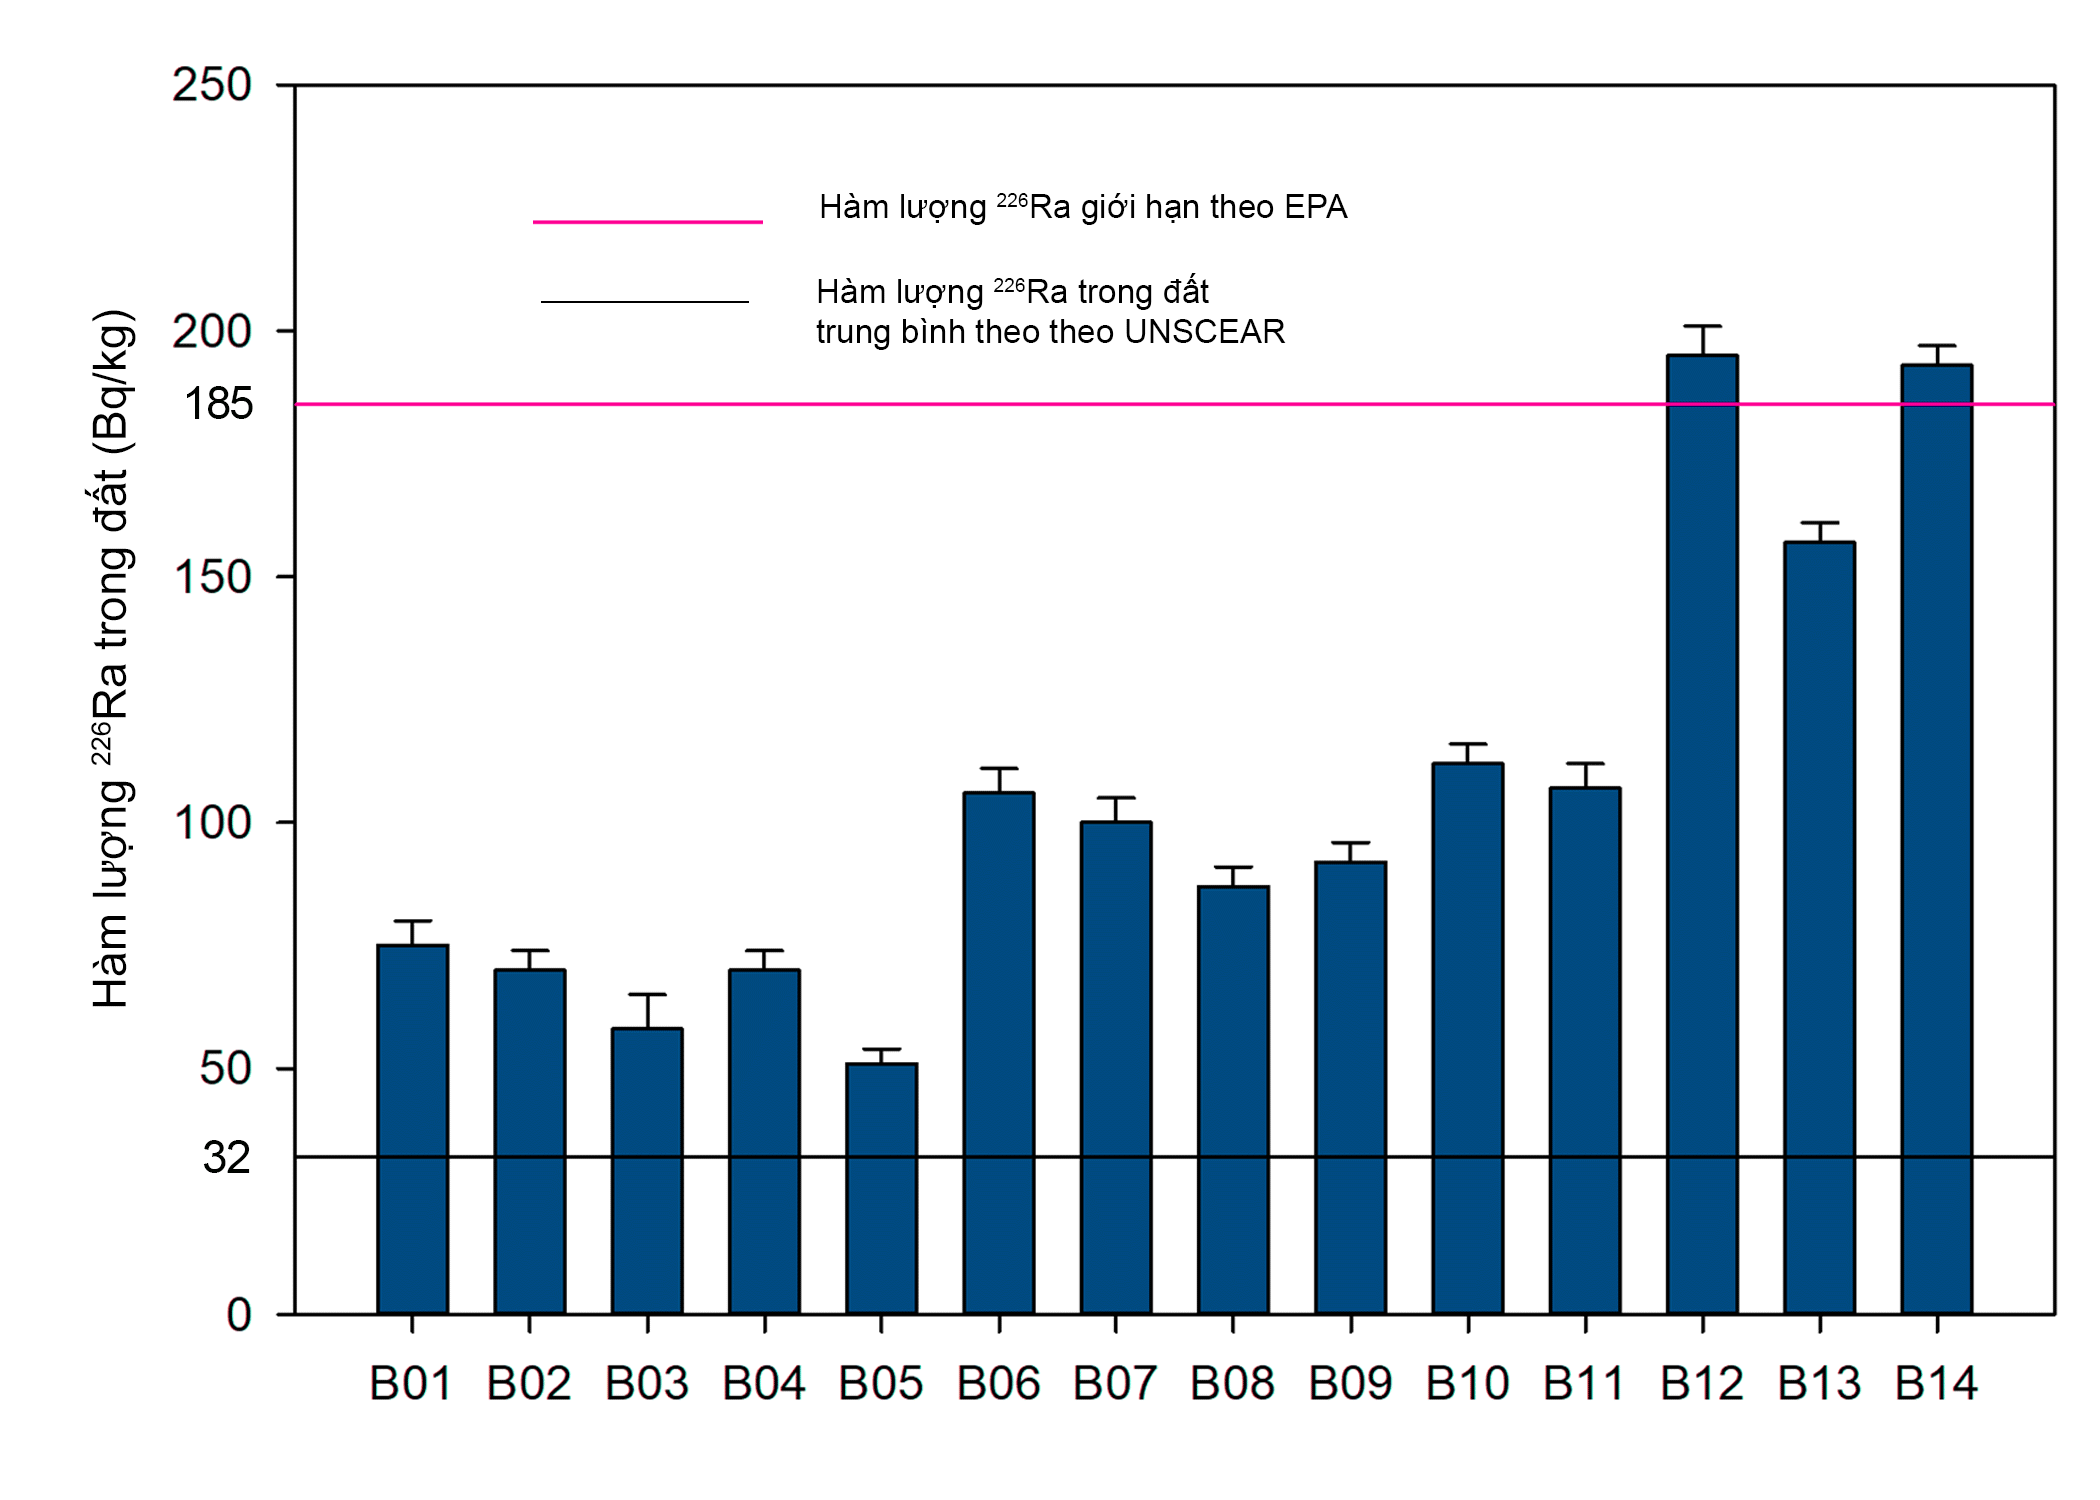 250
Hàm lượng ²²⁶Ra giới hạn theo EPA
Hàm lượng ²²⁶Ra trong đất
trung bình theo theo UNSCEAR
200
185
150
100
50
32
0
Hàm lượng ²²⁶Ra trong đất (Bq/kg)
B01 B02 B03 B04 B05 B06 B07 B08 B09 B10 B11 B12 B13 B14